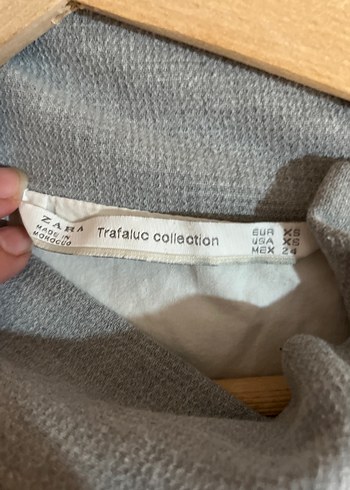 ZARA
MADE IN
MOROCCO
Trafaluc collection
EUR XS
USA XS
MEX 24